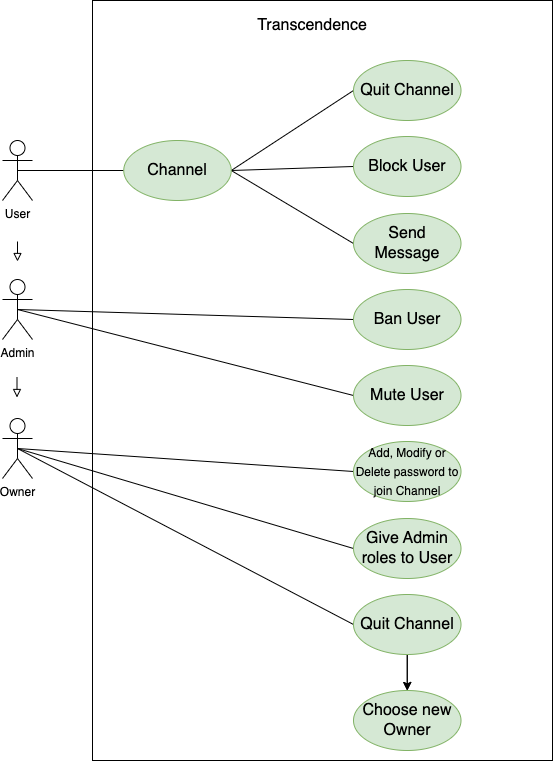 Transcendence
Quit Channel
Channel
Block User
User
Send
Message
Ban User
Admin
Mute User
Add, Modify or
Delete password to
join Channel
Owner
Give Admin
roles to User
Quit Channel
Choose new
Owner